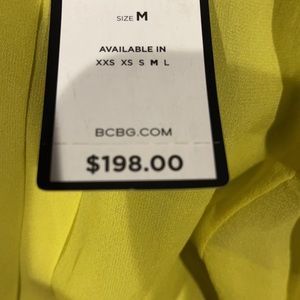 SIZE M
AVAILABLE IN
XXS XS S M L
BCBG.COM
$198.00